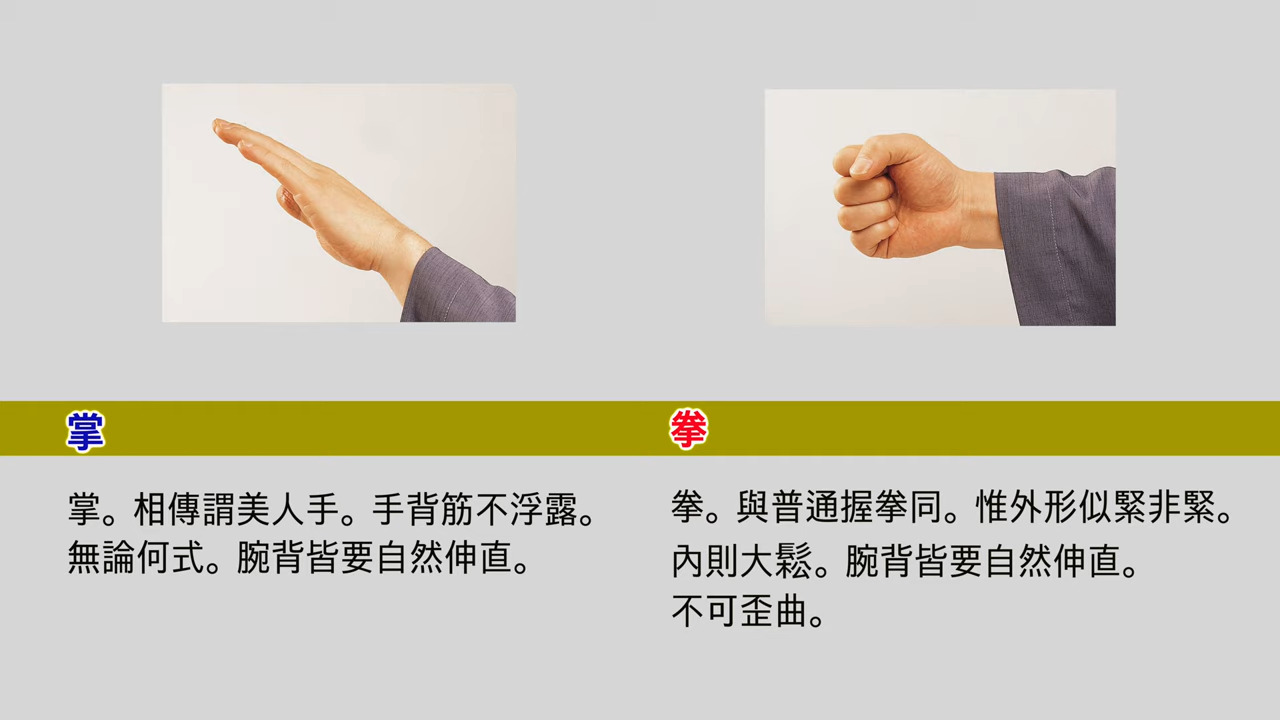 掌
掌。相傳謂美人手。手背筋不浮露。
無論何式。腕背皆要自然伸直。
拳
拳。與普通握拳同。惟外形似緊非緊。
內則大鬆。腕背皆要自然伸直。
不可歪曲。